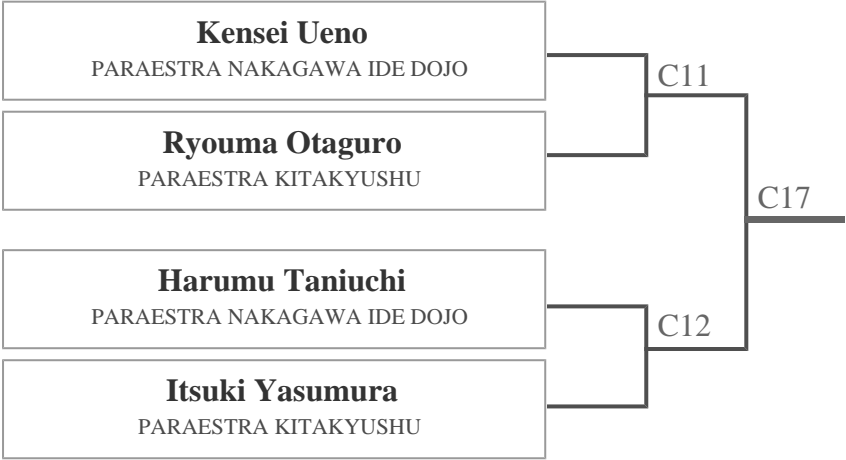 Kensei Ueno
PARAESTRA NAKAGAWA IDE DOJO
C11
Ryouma Otaguro
PARAESTRA KITAKYUSHU
C17
Harumu Taniuchi
PARAESTRA NAKAGAWA IDE DOJO
C12
Itsuki Yasumura
PARAESTRA KITAKYUSHU